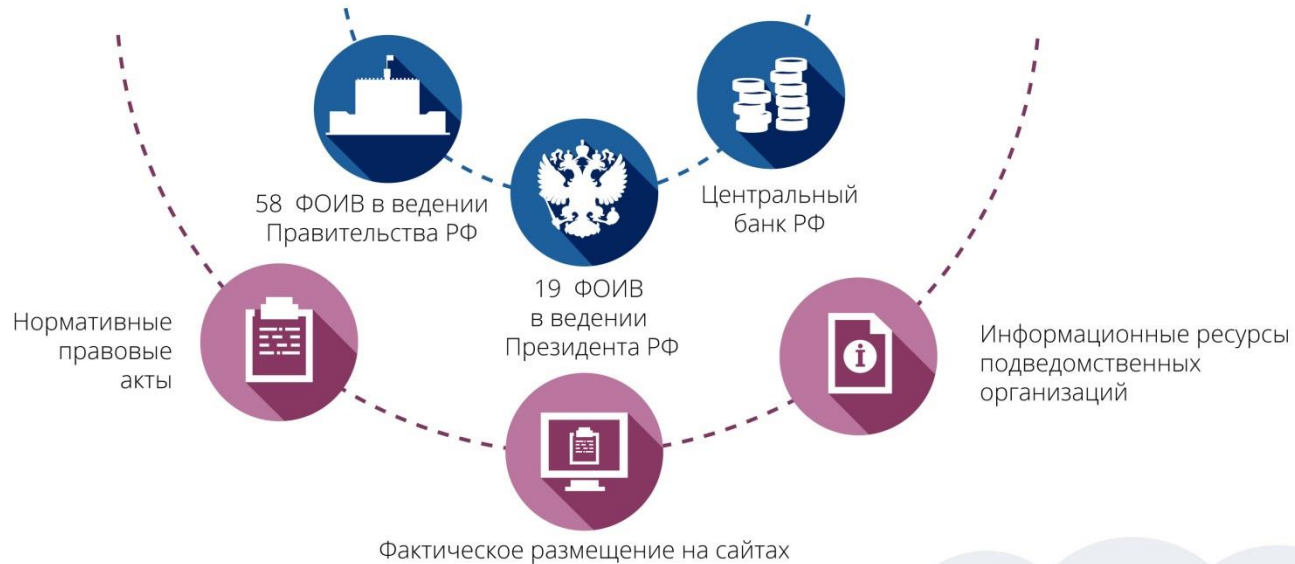 58 ФОИВ в ведении
Правительства РФ
19 ФОИВ
в ведении
Президента РФ
Центральный
банк РФ
Нормативные
правовые
акты
Фактическое размещение на сайтах
Информационные ресурсы
подведомственных
организаций